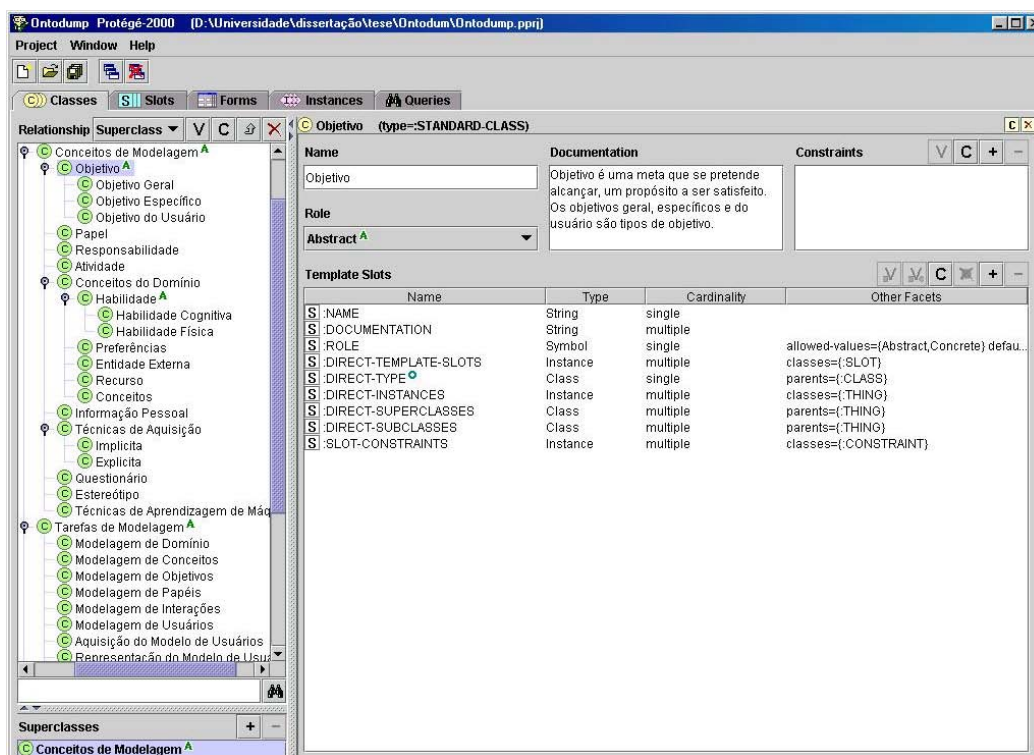 Ontodump Protégé-2000 (D:\Universidade\dissertação\tese\Ontodum\Ontodump.pprj)
Project Window Help
Classes S Slots Forms Instances Queries
Relationship Superclass V C
Conceitos de Modelagem A
Objetivo A
Objetivo Geral
Objetivo Específico
Objetivo do Usuário
Papel
Responsabilidade
Atividade
Conceitos do Domínio
Habilidade A
Habilidade Cognitiva
Habilidade Física
Preferências
Entidade Externa
Recurso
Conceitos
Informação Pessoal
Técnicas de Aquisição
Implicita
Explicita
Questionário
Estereótipo
Técnicas de Aprendizagem de Máq
Tarefas de Modelagem A
Modelagem de Domínio
Modelagem de Conceitos
Modelagem de Objetivos
Modelagem de Papéis
Modelagem de Interações
Modelagem de Usuários
Aquisição do Modelo de Usuários
Representação do Modelo de Usuá
Superclasses + −
C Conceitos de Modelagem A
C Objetivo (type=:STANDARD-CLASS) C ×
Name
Objetivo
Role
Abstract A
Documentation
Objetivo é uma meta que se pretende
alcançar, um propósito a ser satisfeito.
Os objetivos geral, específicos e do
usuário são tipos de objetivo.
Constraints V C + −
Template Slots C + −
Name Type Cardinality Other Facets
S :NAME String single
S :DOCUMENTATION String multiple
S :ROLE Symbol single allowed-values={Abstract,Concrete} defau...
S :DIRECT-TEMPLATE-SLOTS Instance multiple classes={:SLOT}
S :DIRECT-TYPE Class single parents={:CLASS}
S :DIRECT-INSTANCES Instance multiple classes={:THING}
S :DIRECT-SUPERCLASSES Class multiple parents={:THING}
S :DIRECT-SUBCLASSES Class multiple parents={:THING}
S :SLOT-CONSTRAINTS Instance multiple classes={:CONSTRAINT}